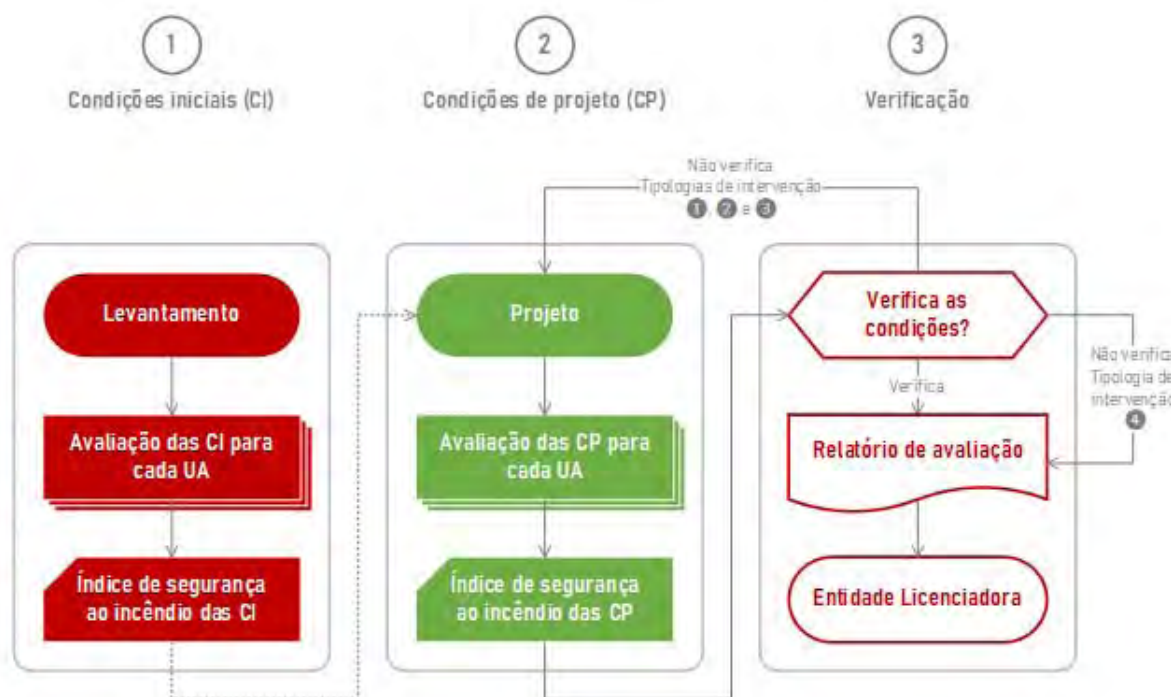 1
Condições iniciais (CI)
2
Condições de projeto (CP)
3
Verificação
Não verifica
Tipologias de intervenção
1, 2 e 3
Levantamento
Avaliação das CI para
cada UA
Índice de segurança
ao incêndio das CI
Projeto
Avaliação das CP para
cada UA
Índice de segurança
ao incêndio das CP
Verifica as
condições?
Verifica
Não verifica
Tipologia de
intervenção
4
Relatório de avaliação
Entidade Licenciadora